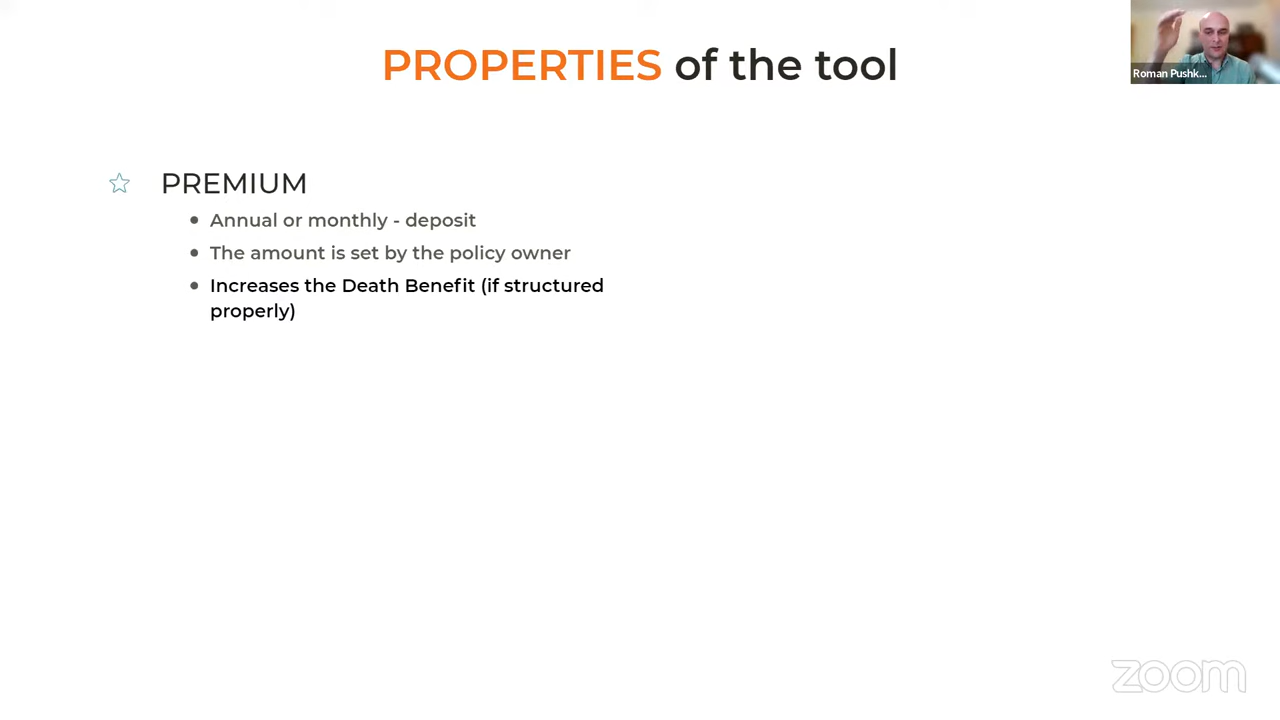 PROPERTIES of the tool
Roman Pushk...
PREMIUM
Annual or monthly - deposit
The amount is set by the policy owner
Increases the Death Benefit (if structured
properly)
zoom